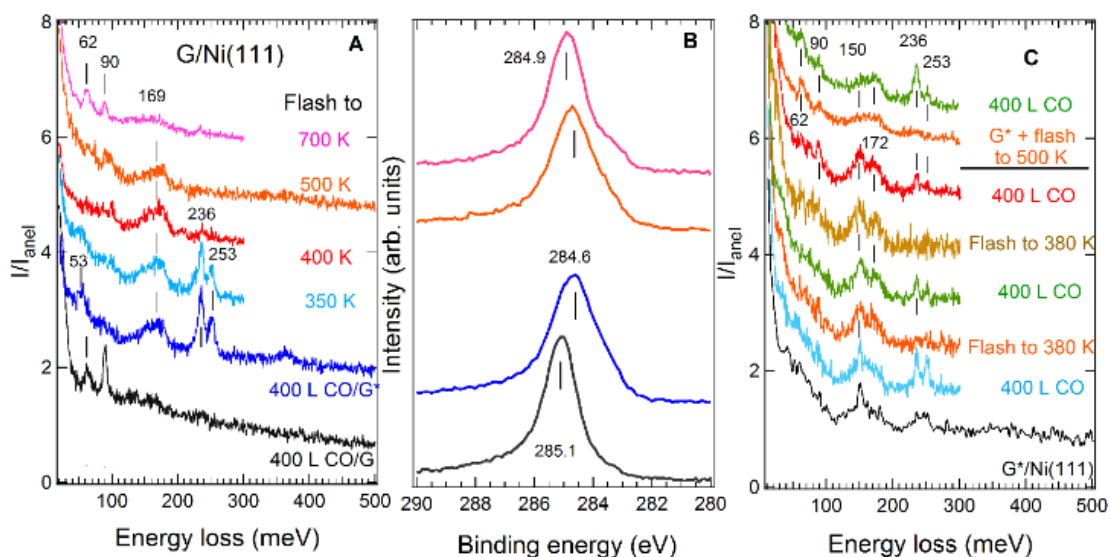 A
G/Ni(111)
62
90
169
Flash to
700 K
500 K
236
253
400 K
53
350 K
400 L CO/G*
400 L CO/G
I/I_anel
8
6
4
2
0
100
200
300
400
500
Energy loss (meV)
B
284.9
284.6
285.1
Intensity (arb. units)
290
288
286
284
282
280
Binding energy (eV)
C
90
150
236
253
400 L CO
62
172
G* + flash
to 500 K
400 L CO
Flash to 380 K
400 L CO
Flash to 380 K
400 L CO
G*/Ni(111)
I/I_anel
8
6
4
2
0
100
200
300
400
500
Energy loss (meV)